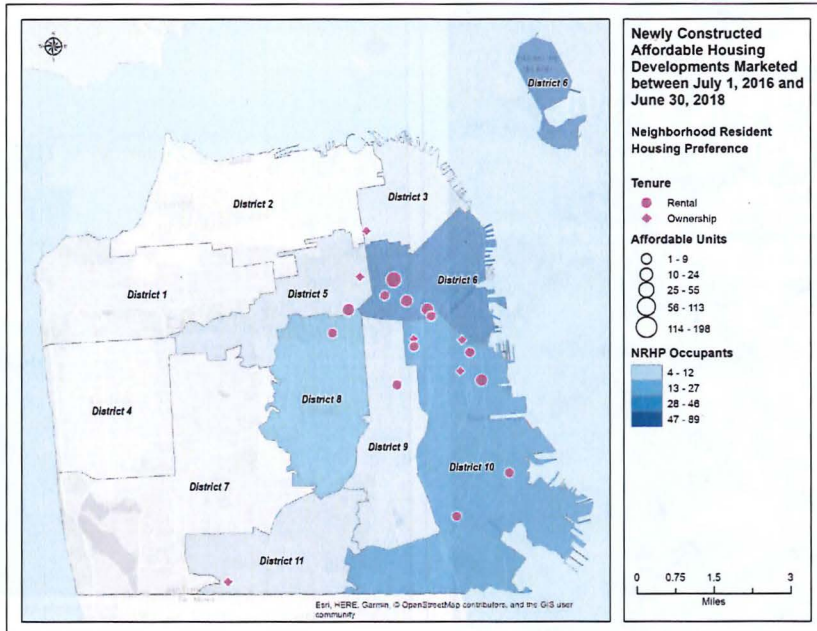 Newly Constructed
Affordable Housing
Developments Marketed
between July 1, 2016 and
June 30, 2018
Neighborhood Resident
Housing Preference
Tenure
Rental
Ownership
Affordable Units
1 - 9
10 - 24
25 - 55
56 - 113
114 - 198
NRHP Occupants
4 - 12
13 - 27
28 - 46
47 - 89
0 0.75 1.5 3
Miles
District 6
District 2
District 3
District 1
District 5
District 6
District 4
District 8
District 9
District 7
District 10
District 11
Esri, HERE, Garmin, © OpenStreetMap contributors, and the GIS user
community